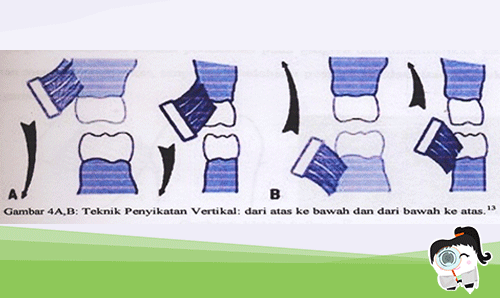 A
B
Gambar 4A,B: Teknik Penyikatan Vertikal: dari atas ke bawah dan dari bawah ke atas.¹³